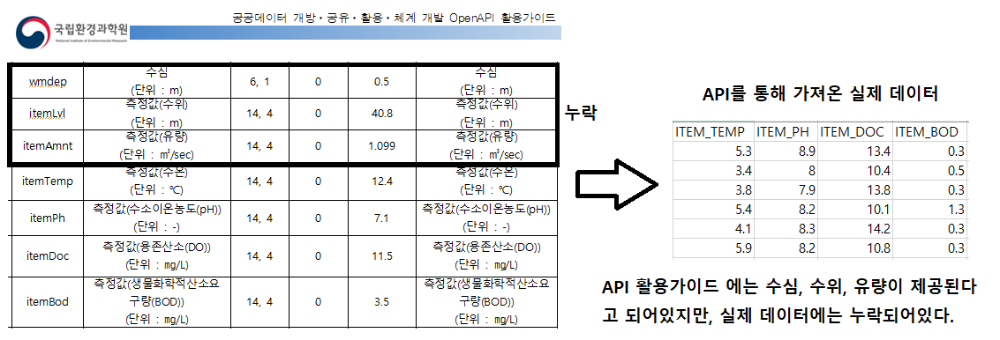 공공데이터 개방·공유·활용·체계 개발 OpenAPI 활용가이드
국립환경과학원
National Institute of Environmental Research
wmdep 수심 (단위 : m) 6, 1 0 0.5 수심 (단위 : m)
itemLvl 측정값(수위) (단위 : m) 14, 4 0 40.8 측정값(수위) (단위 : m)
itemAmnt 측정값(유량) (단위 : ㎥/sec) 14, 4 0 1.099 측정값(유량) (단위 : ㎥/sec)
itemTemp 측정값(수온) (단위 : ℃) 14, 4 0 12.4 측정값(수온) (단위 : ℃)
itemPh 측정값(수소이온농도(pH)) (단위 : -) 14, 4 0 7.1 측정값(수소이온농도(pH)) (단위 : -)
itemDoc 측정값(용존산소(DO)) (단위 : ㎎/L) 14, 4 0 11.5 측정값(용존산소(DO)) (단위 : ㎎/L)
itemBod 측정값(생물화학적산소요구량(BOD)) (단위 : ㎎/L) 14, 4 0 3.5 측정값(생물화학적산소요구량(BOD)) (단위 : ㎎/L)
누락
API를 통해 가져온 실제 데이터
ITEM_TEMP ITEM_PH ITEM_DOC ITEM_BOD
5.3 8.9 13.4 0.3
3.4 8 10.4 0.5
3.8 7.9 13.8 0.3
5.4 8.2 10.1 1.3
4.1 8.3 14.2 0.3
5.9 8.2 10.8 0.3
API 활용가이드 에는 수심, 수위, 유량이 제공된다
고 되어있지만, 실제 데이터에는 누락되어있다.